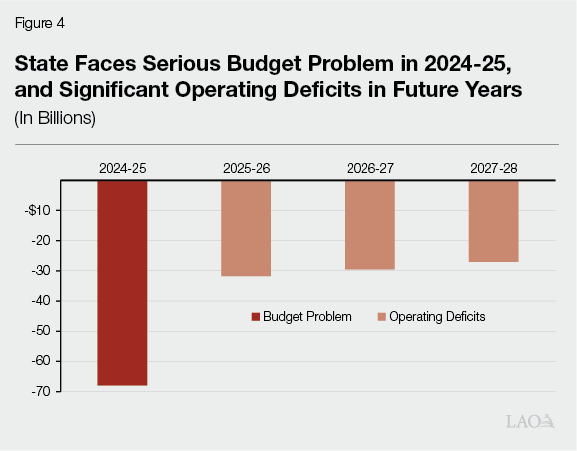 Figure 4
State Faces Serious Budget Problem in 2024-25,
and Significant Operating Deficits in Future Years
(In Billions)
2024-25 2025-26 2026-27 2027-28
-$10
-20
-30
-40
Budget Problem Operating Deficits
-50
-60
-70
LAO